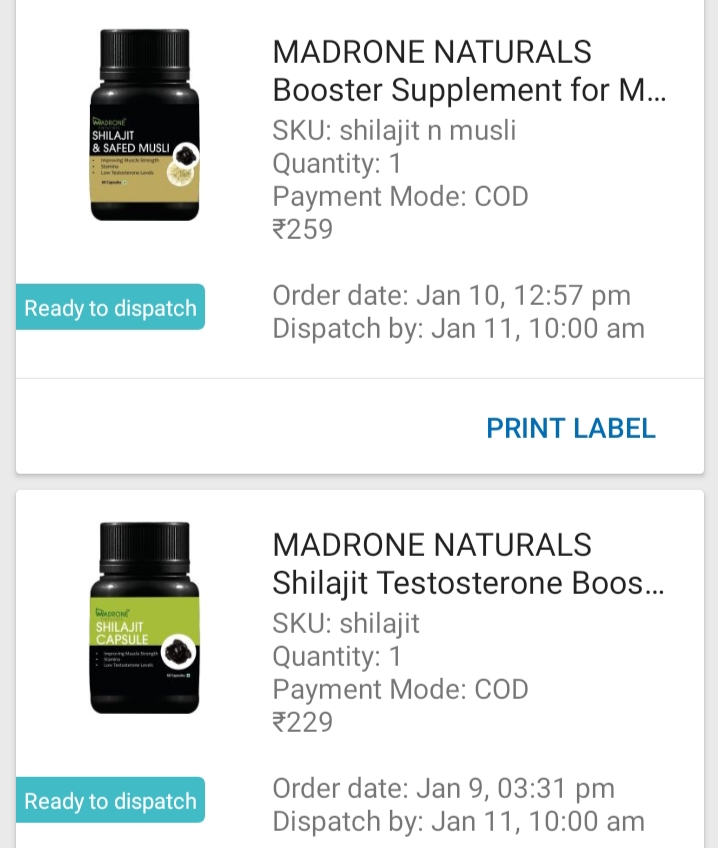 MADRONE NATURALS
Booster Supplement for M...
SKU: shilajit n musli
Quantity: 1
Payment Mode: COD
₹259
MADRONE
SHILAJIT
& SAFED MUSLI
• Improving Muscle Strength
• Stamina
• Low Testosterone Levels
60 Capsules
Ready to dispatch
Order date: Jan 10, 12:57 pm
Dispatch by: Jan 11, 10:00 am
PRINT LABEL
MADRONE NATURALS
Shilajit Testosterone Boos...
SKU: shilajit
Quantity: 1
Payment Mode: COD
₹229
MADRONE
SHILAJIT
CAPSULE
• Improving Muscle Strength
• Stamina
• Low Testosterone Levels
60 Capsules
Ready to dispatch
Order date: Jan 9, 03:31 pm
Dispatch by: Jan 11, 10:00 am